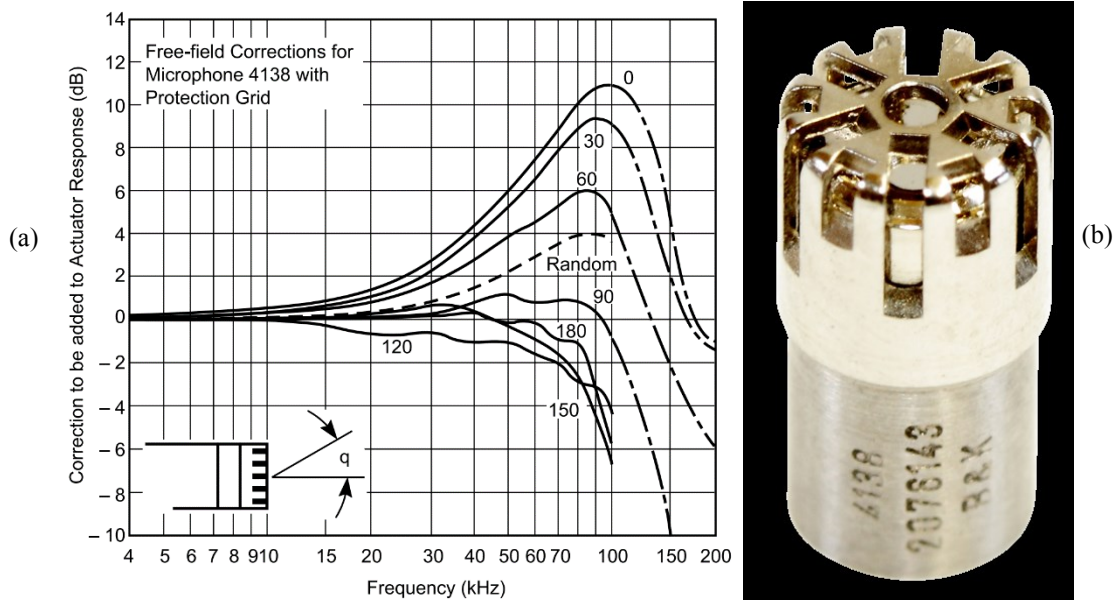 (a)
Free-field Corrections for
Microphone 4138 with
Protection Grid
Correction to be added to Actuator Response (dB)
14
12
10
8
6
4
2
0
– 2
– 4
– 6
– 8
– 10
0
30
60
Random
90
180
120
150
q
4 5 6 7 8 9 10 15 20 30 40 50 60 70 100 150 200
Frequency (kHz)
(b)
4138
2078143
B&K